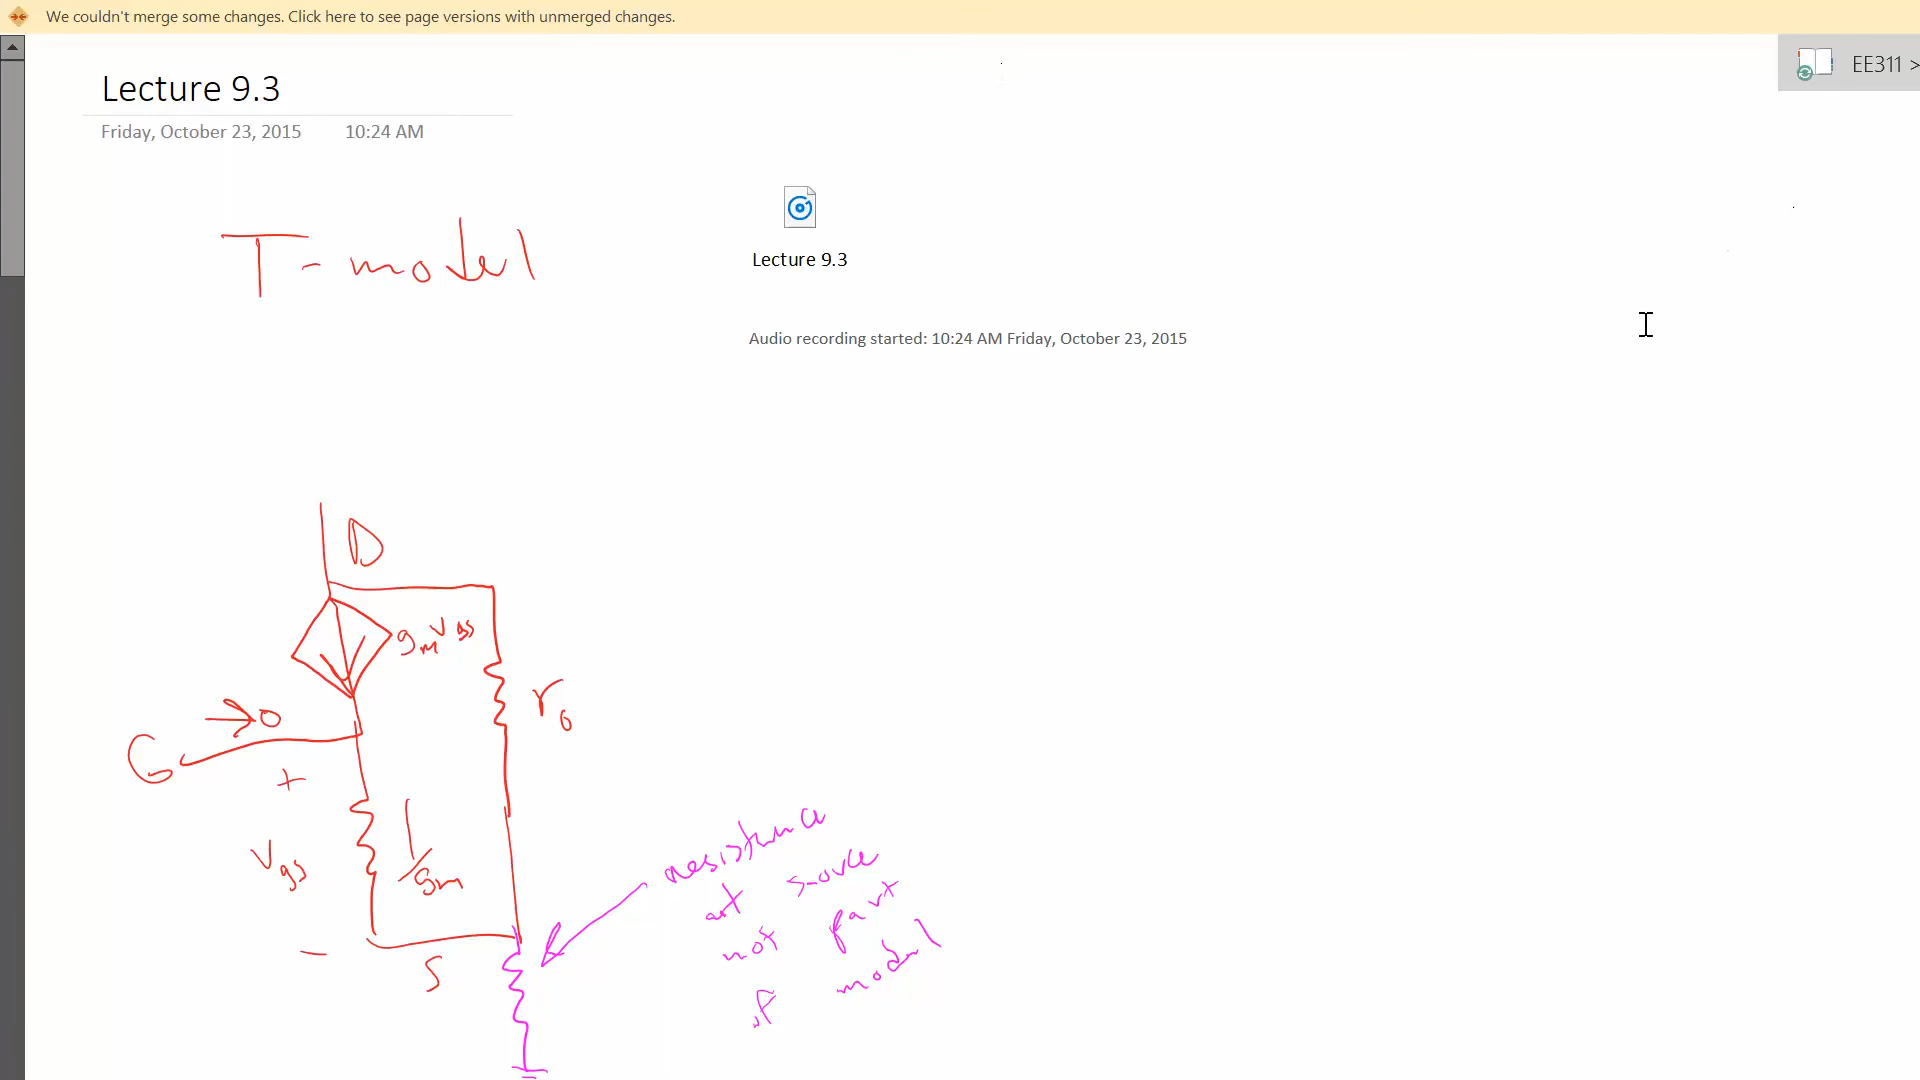 We couldn't merge some changes. Click here to see page versions with unmerged changes.
EE311 >
Lecture 9.3
Friday, October 23, 2015 10:24 AM
T-model
Lecture 9.3
Audio recording started: 10:24 AM Friday, October 23, 2015
D
gmVgs
ro
0
G
+
Vgs
1/gm
-
S
resistance
at source
not part
of model